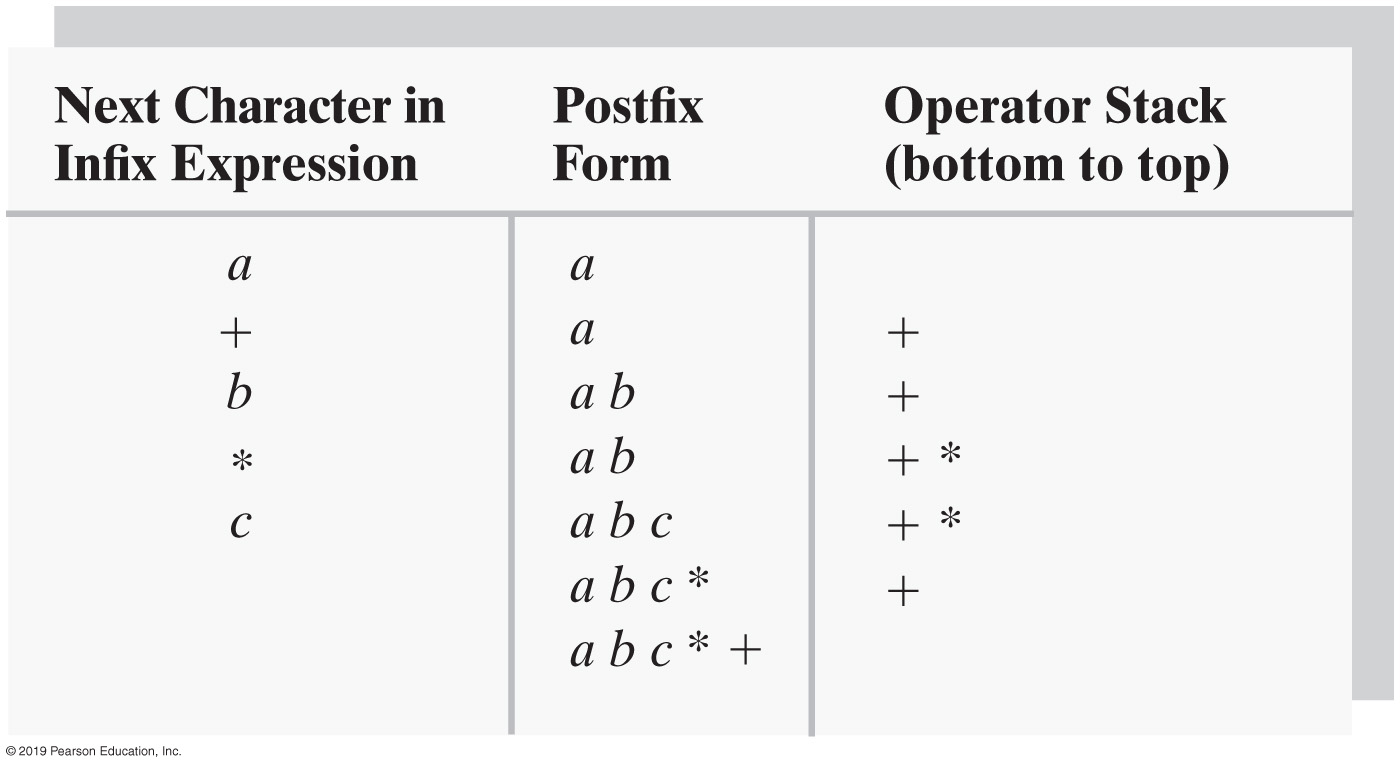 Next Character in Infix Expression	Postfix Form	Operator Stack (bottom to top)
a	a
+	a	+
b	a b	+
*	a b	+ *
c	a b c	+ *
a b c *	+
a b c * +
© 2019 Pearson Education, Inc.